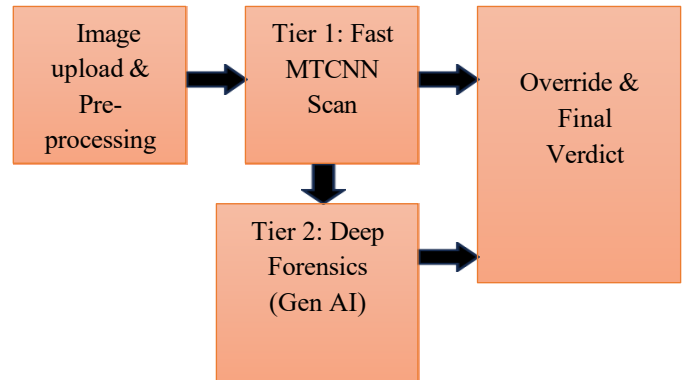 Image
upload &
Pre-
processing
Tier 1: Fast
MTCNN
Scan
Override &
Final
Verdict
Tier 2: Deep
Forensics
(Gen AI)